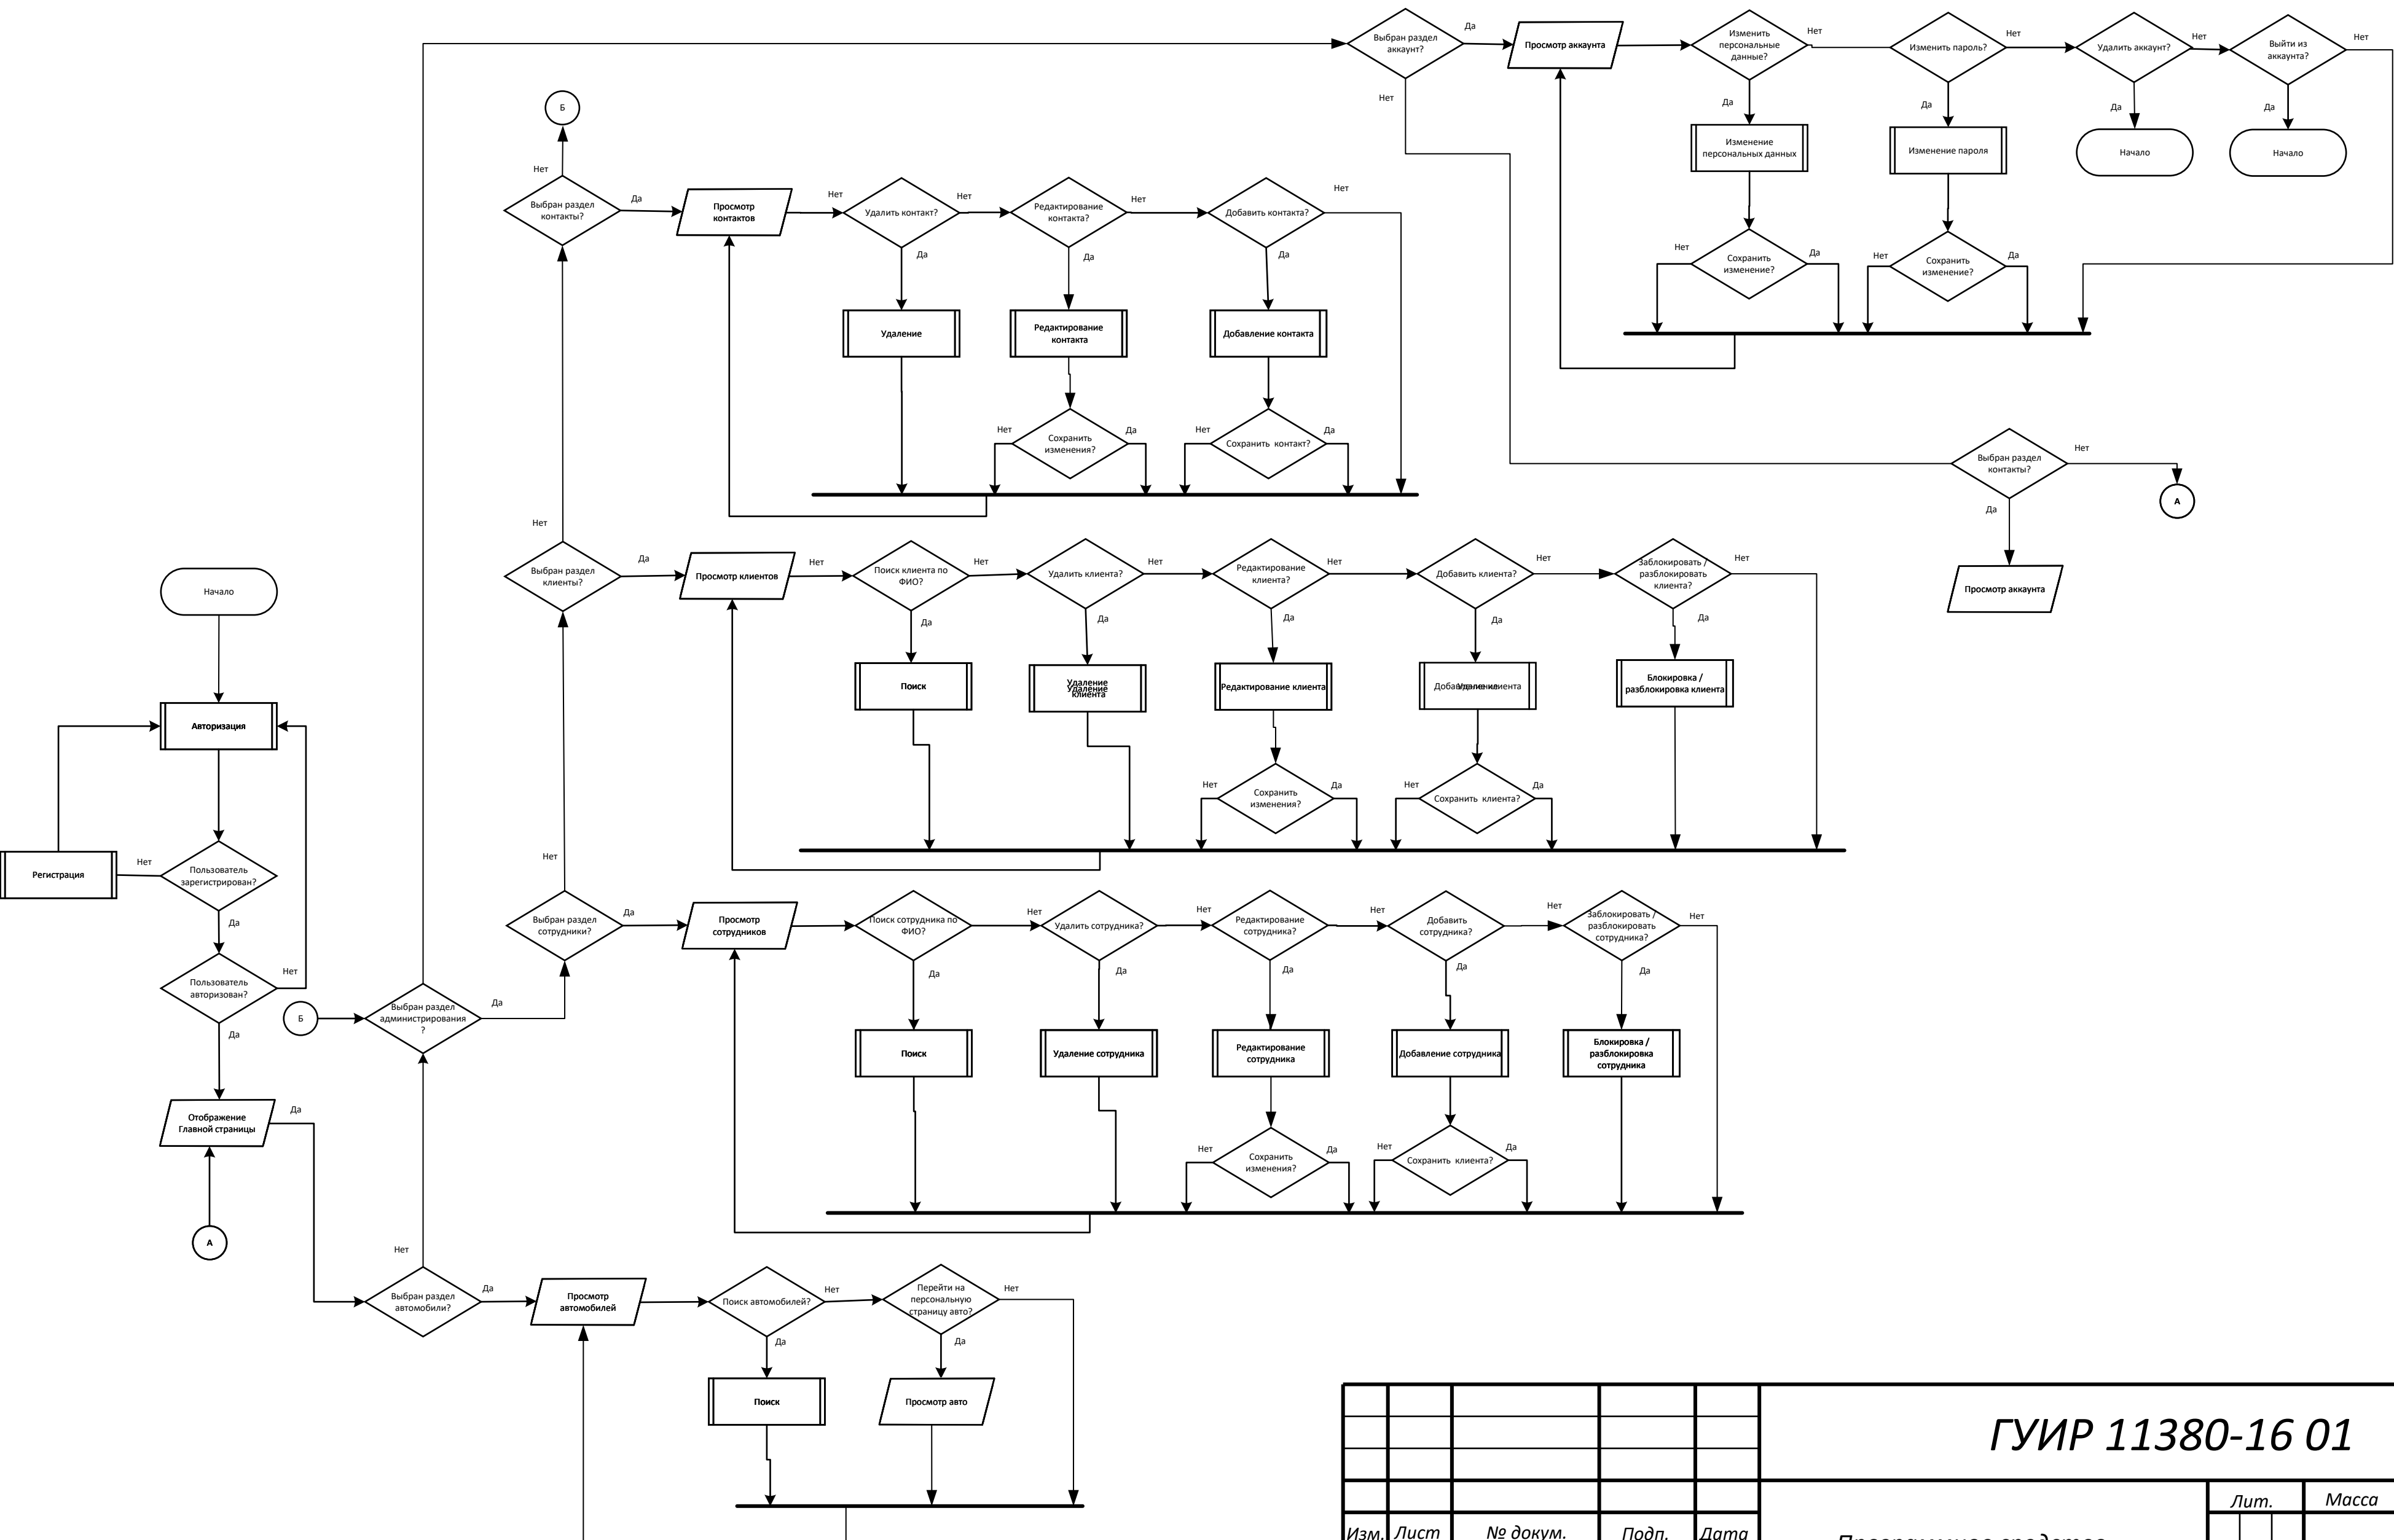 Выбран раздел
аккаунт?
Да
Нет
Просмотр аккаунта
Изменить
персональные
данные?
Нет
Да
Изменить пароль?
Нет
Да
Удалить аккаунт?
Нет
Да
Выйти из
аккаунта?
Нет
Да
Изменение
персональных данных
Изменение пароля
Начало
Начало
Сохранить
изменение?
Нет
Да
Сохранить
изменение?
Нет
Да
Б
Нет
Выбран раздел
контакты?
Да
Просмотр
контактов
Нет
Удалить контакт?
Нет
Да
Редактирование
контакта?
Нет
Да
Добавить контакта?
Нет
Да
Удаление
Редактирование
контакта
Добавление контакта
Нет
Сохранить
изменения?
Да
Нет
Сохранить контакт?
Да
Выбран раздел
контакты?
Нет
Да
А
Просмотр аккаунта
Нет
Выбран раздел
клиенты?
Да
Просмотр клиентов
Нет
Поиск клиента по
ФИО?
Нет
Да
Удалить клиента?
Нет
Да
Редактирование
клиента?
Нет
Да
Добавить клиента?
Нет
Да
Заблокировать /
разблокировать
клиента?
Нет
Да
Поиск
Удаление
клиента
Редактирование клиента
Блокировка /
разблокировка клиента
Нет
Сохранить
изменения?
Да
Нет
Сохранить клиента?
Да
Начало
Авторизация
Регистрация
Нет
Пользователь
зарегистрирован?
Да
Пользователь
авторизован?
Нет
Да
Отображение
Главной страницы
Да
А
Б
Выбран раздел
администрирования
?
Да
Нет
Выбран раздел
сотрудники?
Да
Просмотр
сотрудников
Поиск сотрудника по
ФИО?
Нет
Да
Удалить сотрудника?
Нет
Да
Редактирование
сотрудника?
Нет
Да
Добавить
сотрудника?
Нет
Да
Заблокировать /
разблокировать
сотрудника?
Нет
Да
Поиск
Удаление сотрудника
Редактирование
сотрудника
Добавление сотрудника
Блокировка /
разблокировка
сотрудника
Нет
Сохранить
изменения?
Да
Нет
Сохранить клиента?
Да
Нет
Выбран раздел
автомобили?
Да
Просмотр
автомобилей
Поиск автомобилей?
Нет
Да
Перейти на
персональную
страницу авто?
Нет
Да
Поиск
Просмотр авто
ГУИР 11380-16 01
Лит.
Масса
Изм.
Лист
№ докум.
Подп.
Дата